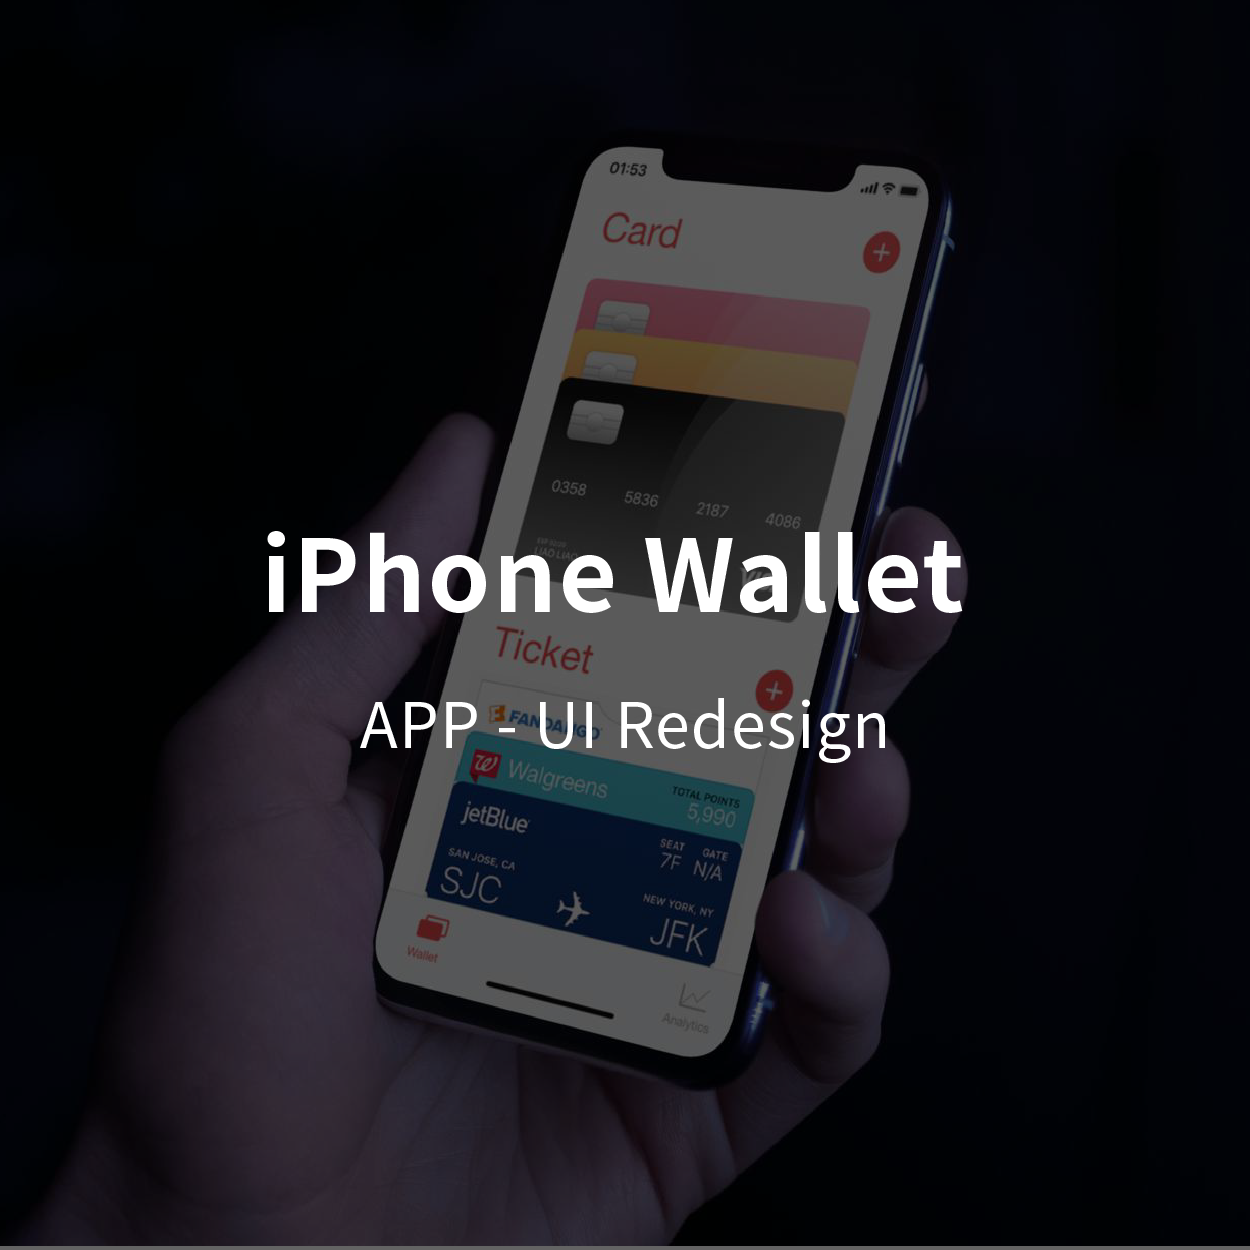 01:53
Card
+
0358 5836 2187 4086
iPhone Wallet
Ticket
+
FANDANGO
APP - UI Redesign
Walgreens
TOTAL POINTS
5,990
jetBlue
SEAT GATE
7F N/A
SAN JOSE, CA
SJC
NEW YORK, NY
JFK
Wallet
Analytics